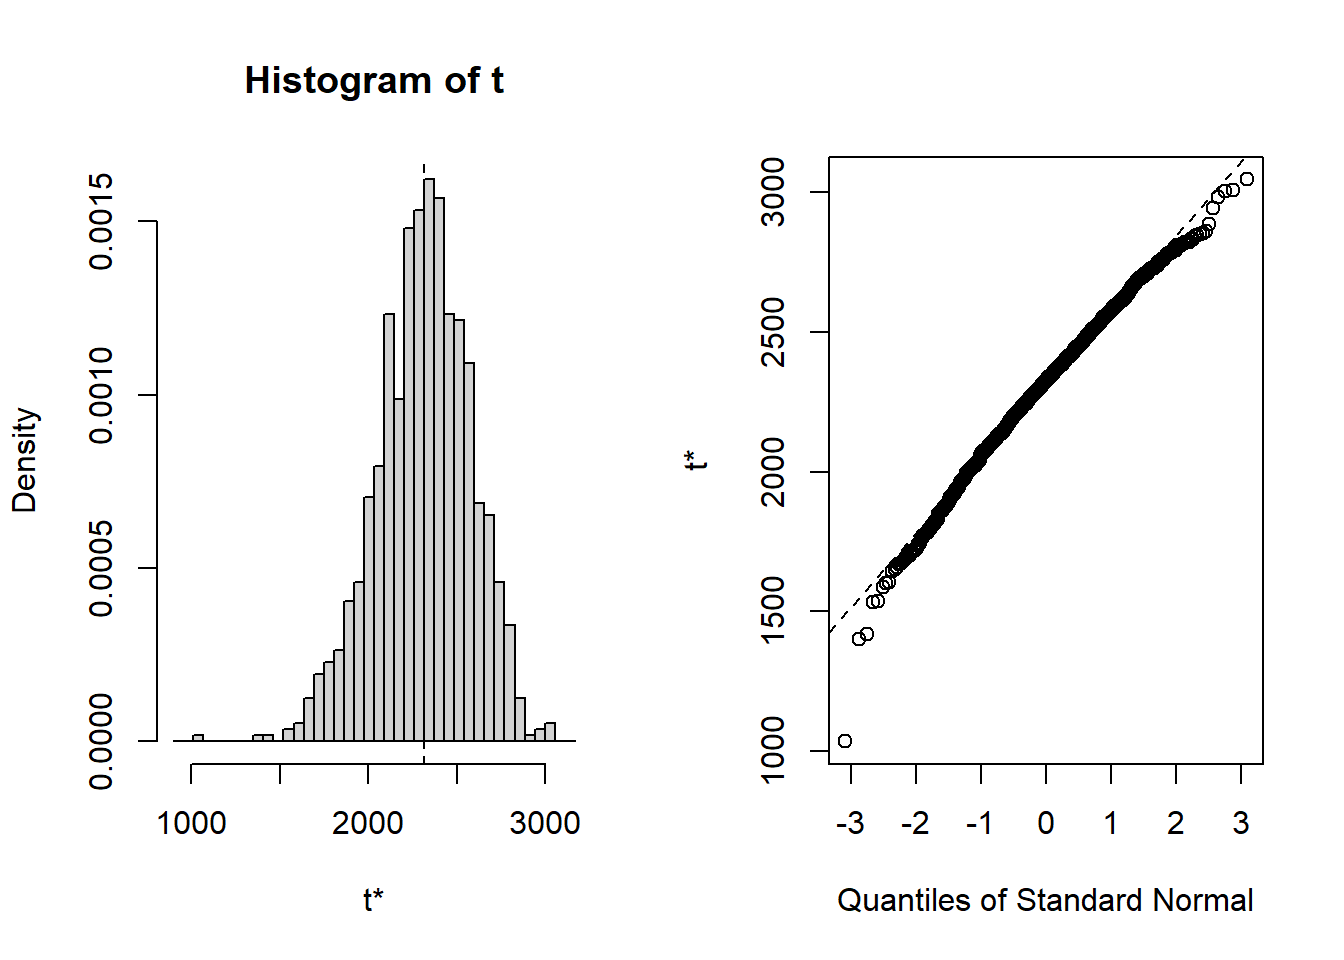 Histogram of t
Density
0.0000 0.0005 0.0010 0.0015
1000 2000 3000
t*
t*
1000 1500 2000 2500 3000
-3 -2 -1 0 1 2 3
Quantiles of Standard Normal